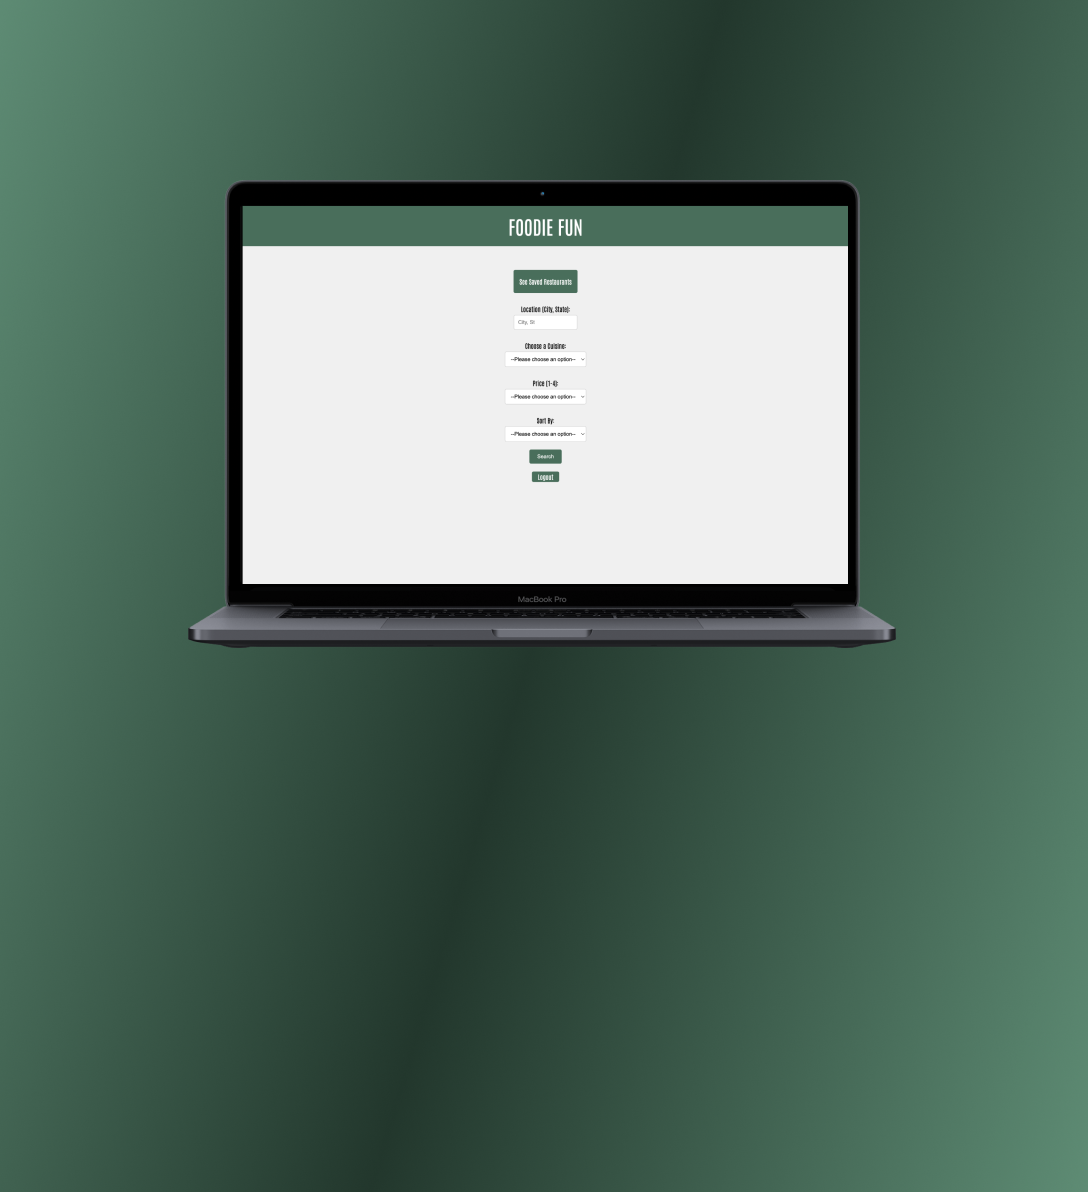 FOODIE FUN
See Saved Restaurants
Location (City, State):
City, St
Choose a Cuisine:
--Please choose an option--
Price (1-4):
--Please choose an option--
Sort By:
--Please choose an option--
Search
Logout
MacBook Pro